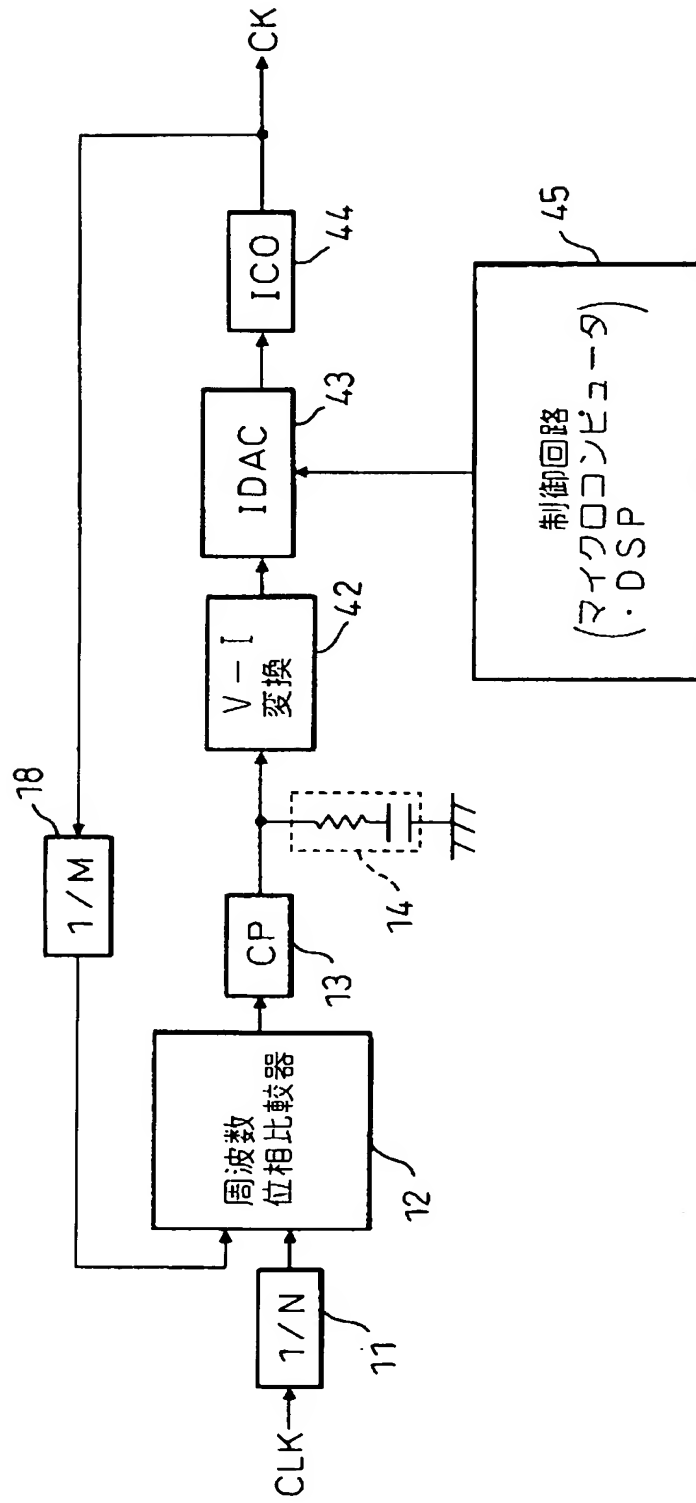 CLK
1/N
11
周波数
位相比較器
12
CP
13
14
V-I
変換
42
IDAC
43
ICO
44
CK
1/M
18
制御回路
(マイクロコンピュータ)
・DSP
45